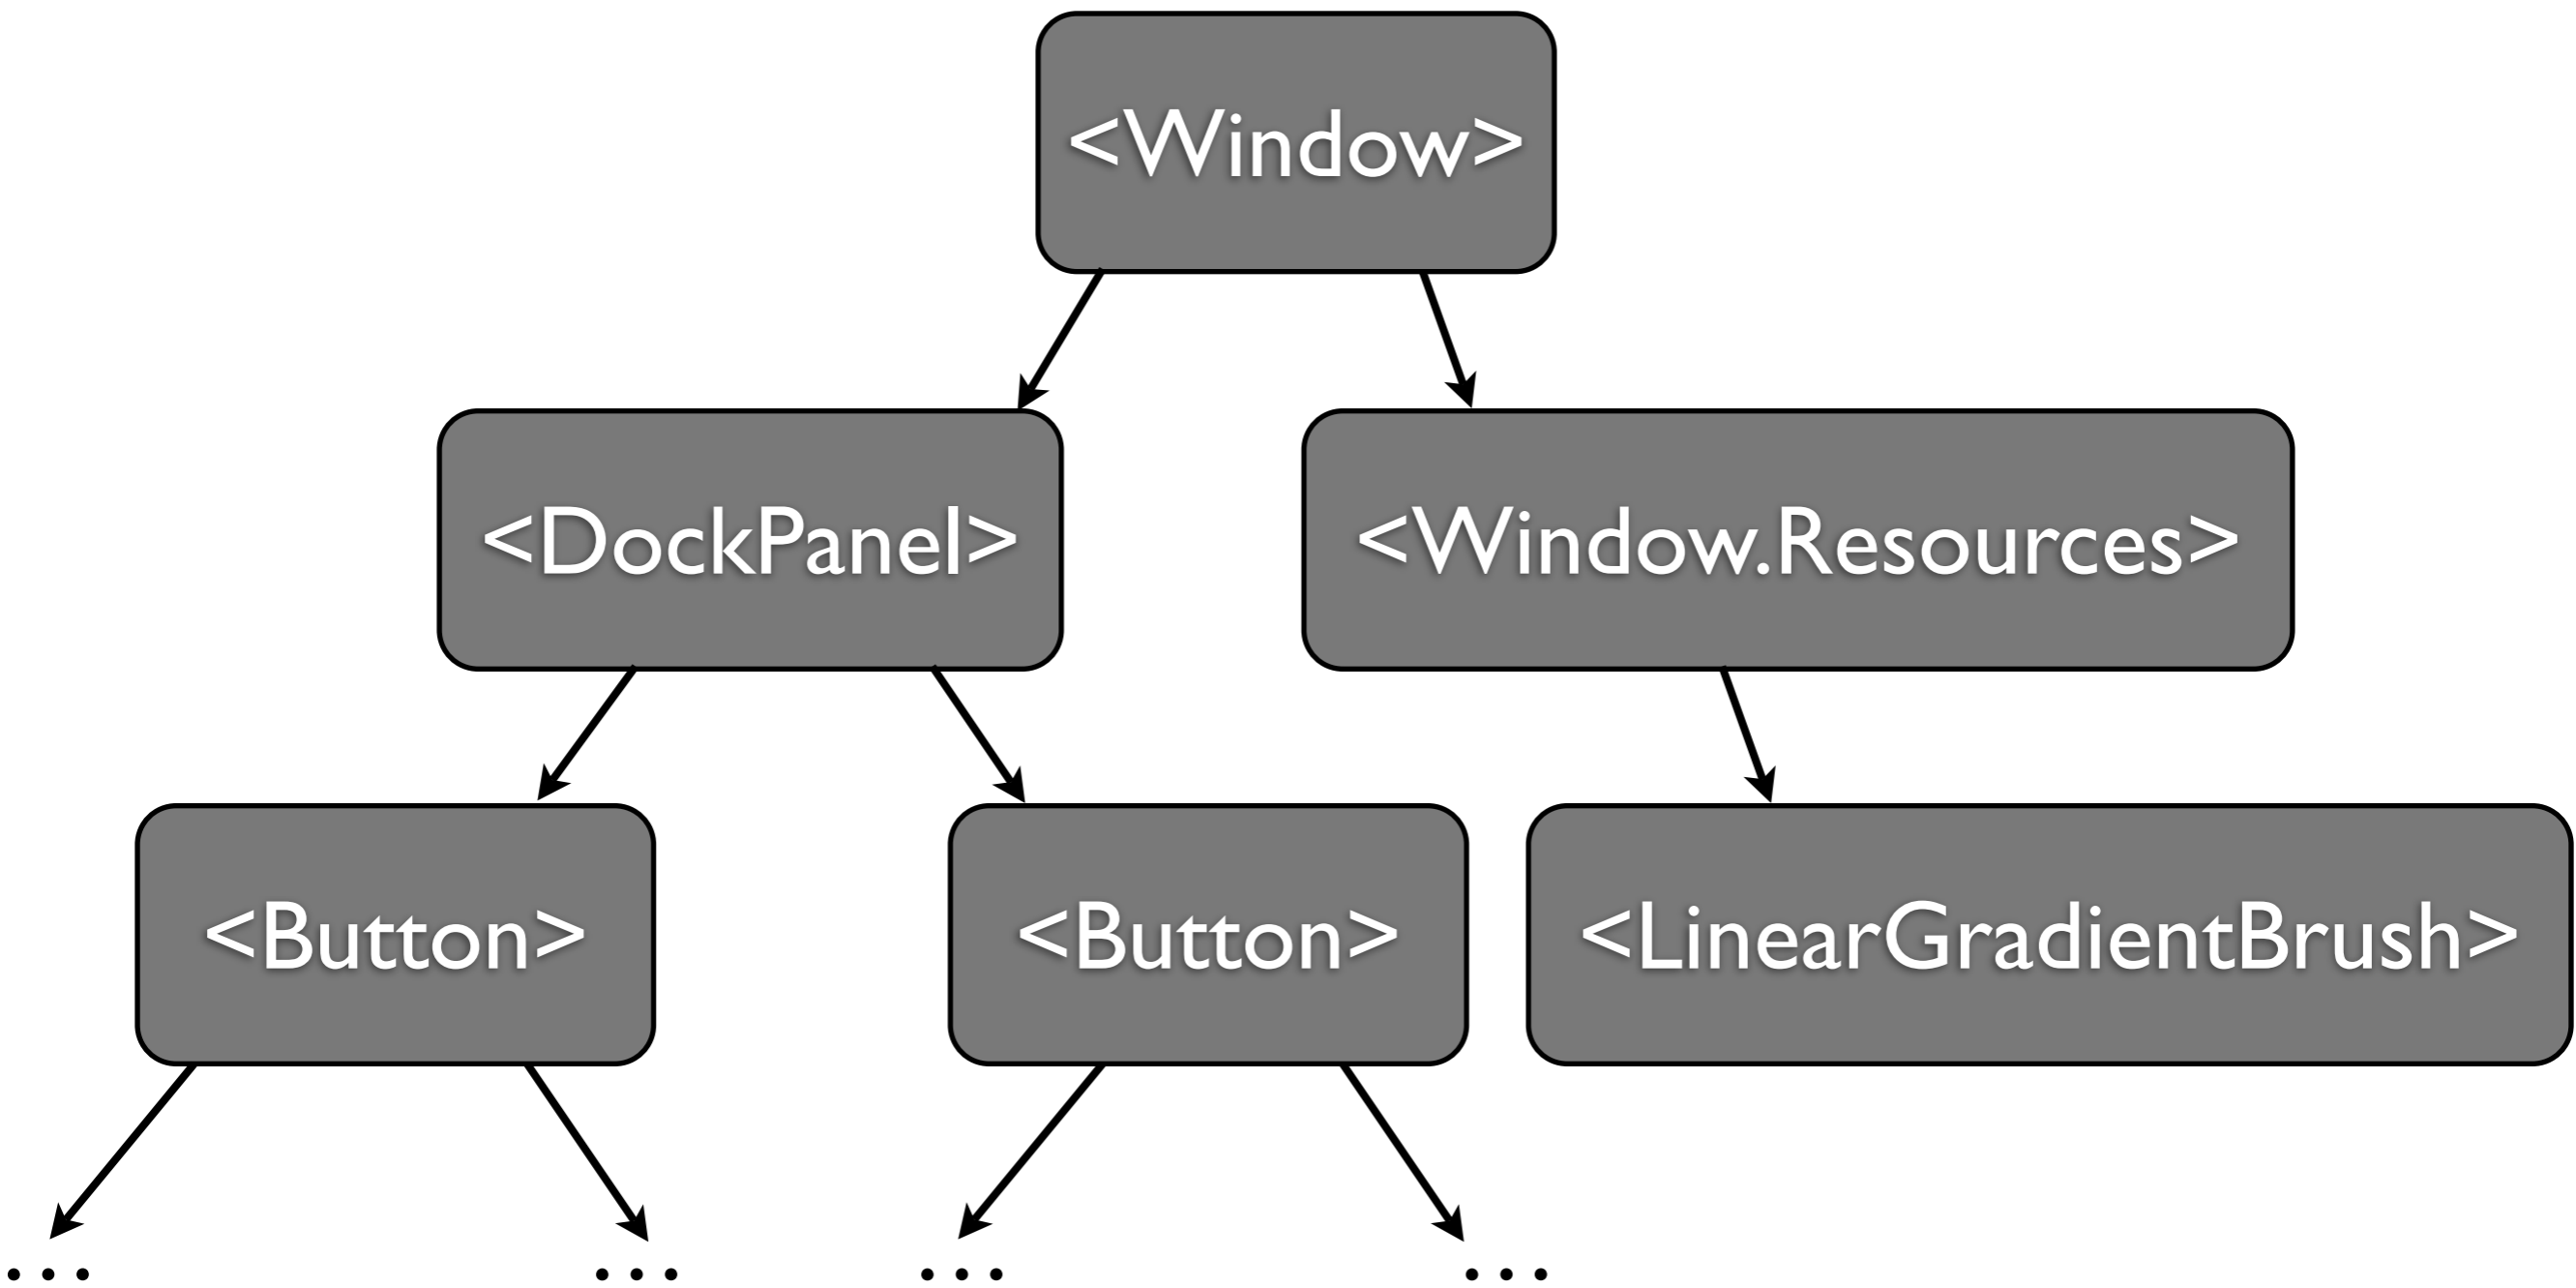 <Window>
<DockPanel>
<Window.Resources>
<Button>
<Button>
<LinearGradientBrush>
...
...
...
...